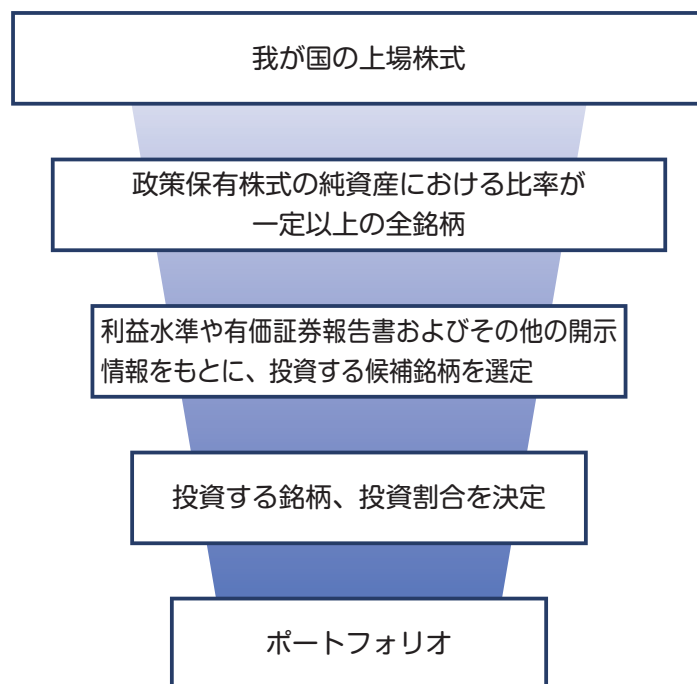 我が国の上場株式
政策保有株式の純資産における比率が
一定以上の全銘柄
利益水準や有価証券報告書およびその他の開示
情報をもとに、投資する候補銘柄を選定
投資する銘柄、投資割合を決定
ポートフォリオ